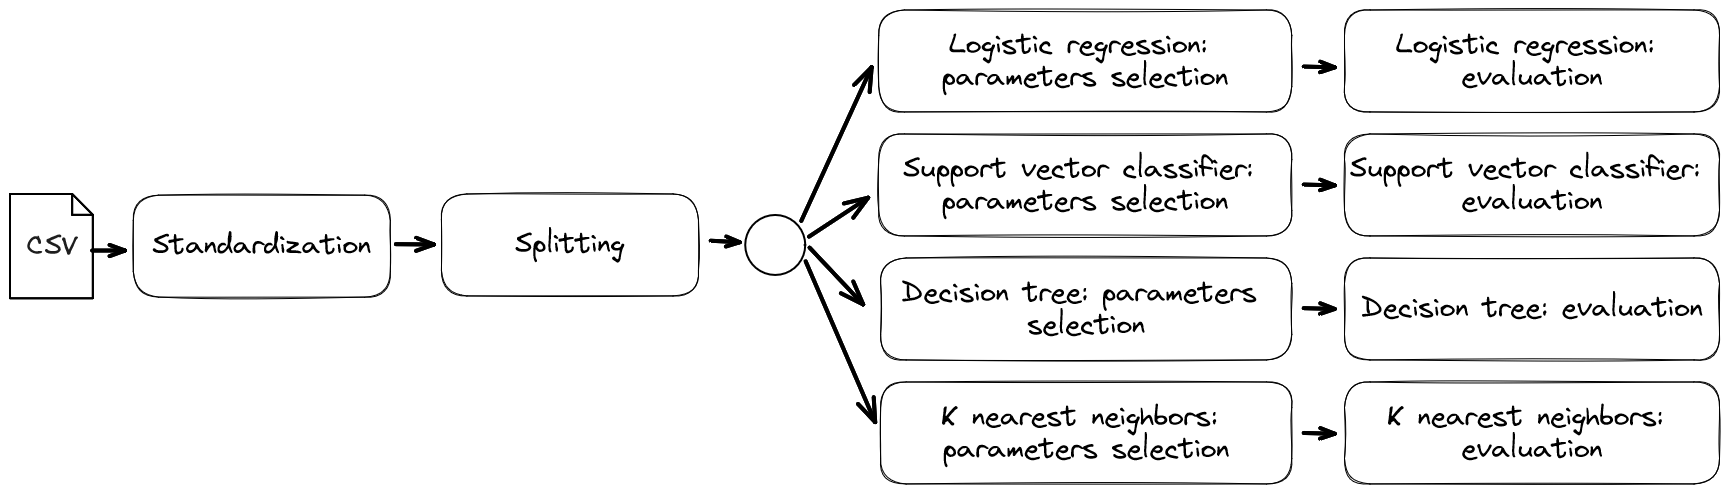 CSV
Standardization
Splitting
Logistic regression:
parameters selection
Logistic regression:
evaluation
Support vector classifier:
parameters selection
Support vector classifier:
evaluation
Decision tree: parameters
selection
Decision tree: evaluation
K nearest neighbors:
parameters selection
K nearest neighbors:
evaluation